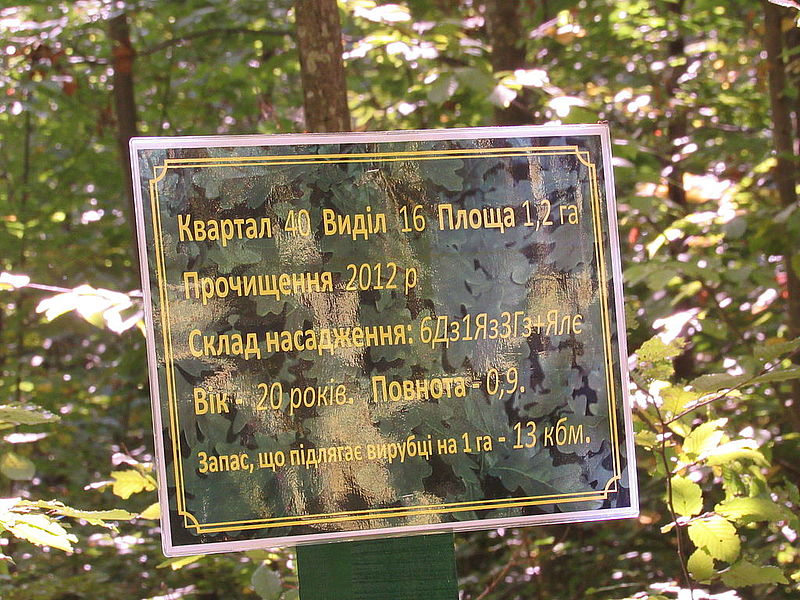 Квартал 40 Виділ 16 Площа 1,2 га
Прочищення 2012 р
Склад насадження: 6Дз1Яз3Гз+Ялє
Вік - 20 років. Повнота - 0,9.
Запас, що підлягає вирубці на 1 га - 13 кбм.